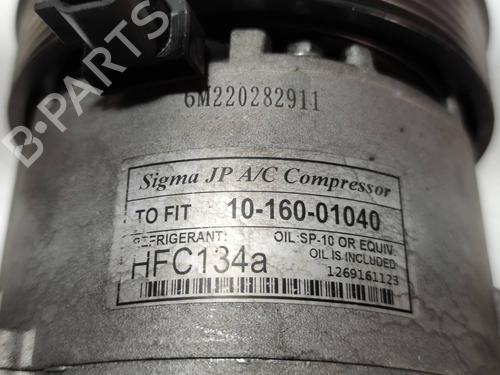 6M220282911
Sigma JP A/C Compressor
TO FIT 10-160-01040
REFRIGERANT: OIL SP-10 OR EQUIV.
HFC134a OIL IS INCLUDED
1269161123
B-PARTS